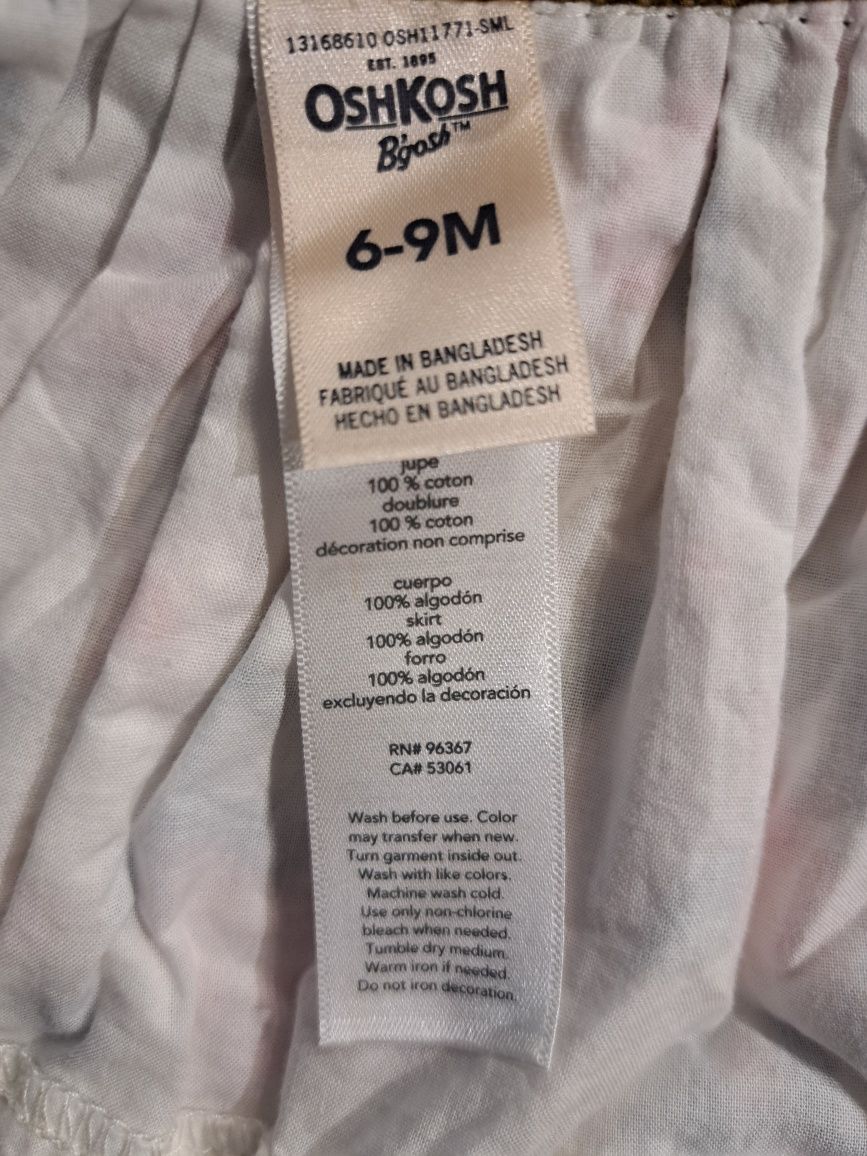 13168610 OSH11771-SML
EST. 1895
OSHKOSH
B'gosh™
6-9M
MADE IN BANGLADESH
FABRIQUÉ AU BANGLADESH
HECHO EN BANGLADESH
jupe
100 % coton
doublure
100 % coton
décoration non comprise
cuerpo
100% algodón
skirt
100% algodón
forro
100% algodón
excluyendo la decoración
RN# 96367
CA# 53061
Wash before use. Color
may transfer when new.
Turn garment inside out.
Wash with like colors.
Machine wash cold.
Use only non-chlorine
bleach when needed.
Tumble dry medium.
Warm iron if needed.
Do not iron decoration.